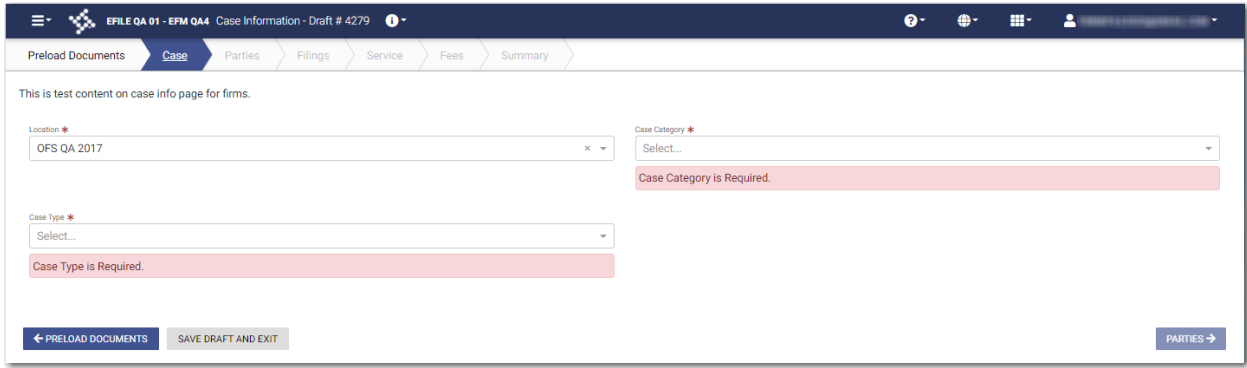 EFILE QA 01 - EFM QA4 Case Information - Draft # 4279
Preload Documents Case Parties Filings Service Fees Summary
This is test content on case info page for firms.
Location * Case Category *
OFS QA 2017 Select...
Case Category is Required.
Case Type *
Select...
Case Type is Required.
PRELOAD DOCUMENTS SAVE DRAFT AND EXIT PARTIES